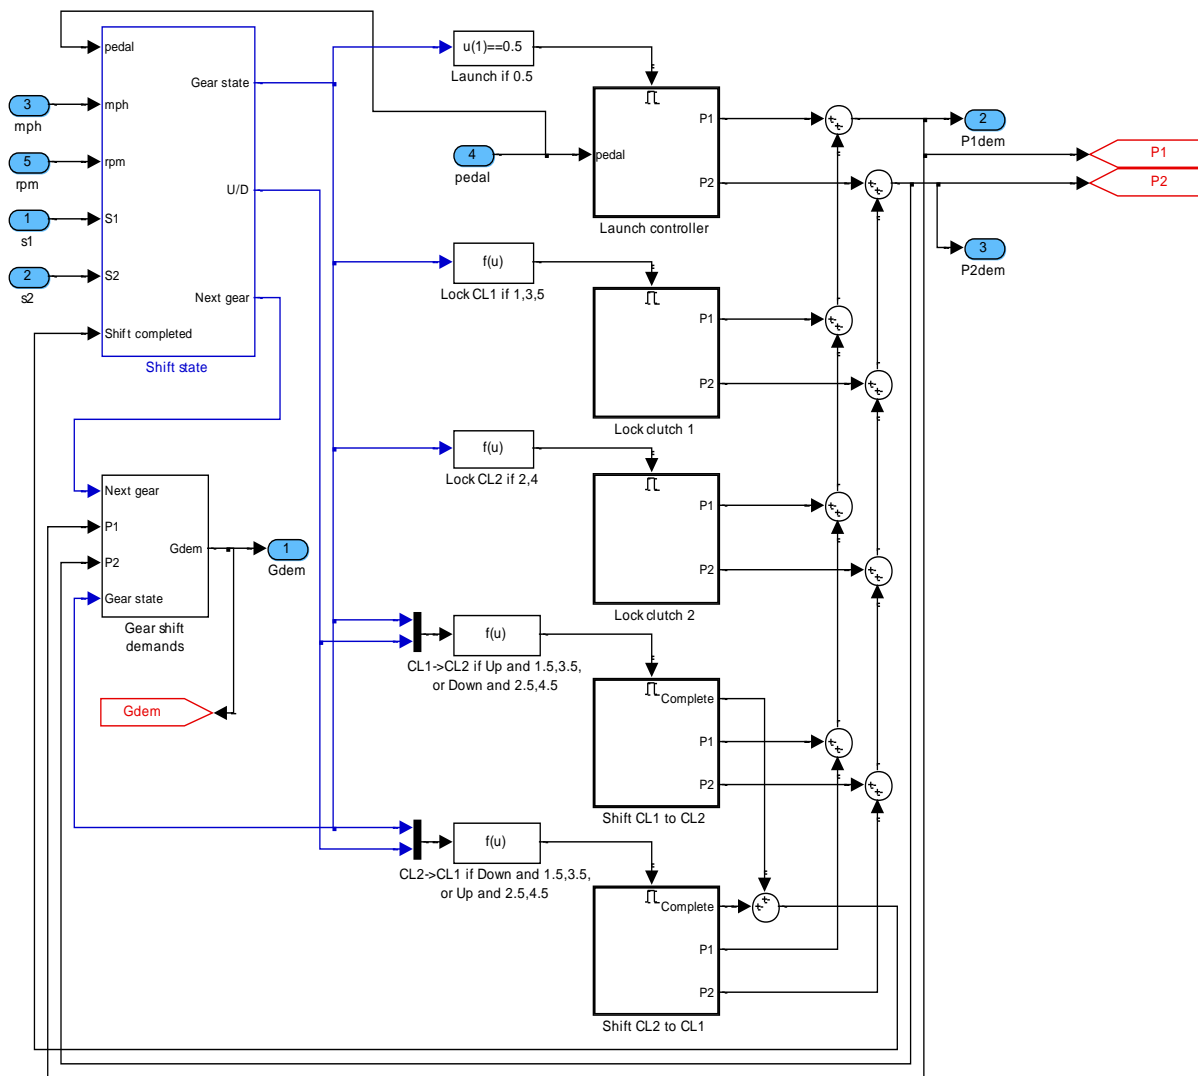 pedal
mph
rpm
S1
S2
Shift completed
Gear state
U/D
Next gear
Shift state
3
mph
5
rpm
1
s1
2
s2
u(1)==0.5
Launch if 0.5
4
pedal
pedal
P1
P2
Launch controller
2
P1dem
P1
P2
3
P2dem
f(u)
Lock CL1 if 1,3,5
P1
P2
Lock clutch 1
f(u)
Lock CL2 if 2,4
P1
P2
Lock clutch 2
Next gear
P1
P2
Gear state
Gdem
Gear shift
demands
1
Gdem
Gdem
f(u)
CL1->CL2 if Up and 1.5,3.5,
or Down and 2.5,4.5
Complete
P1
P2
Shift CL1 to CL2
f(u)
CL2->CL1 if Down and 1.5,3.5,
or Up and 2.5,4.5
Complete
P1
P2
Shift CL2 to CL1